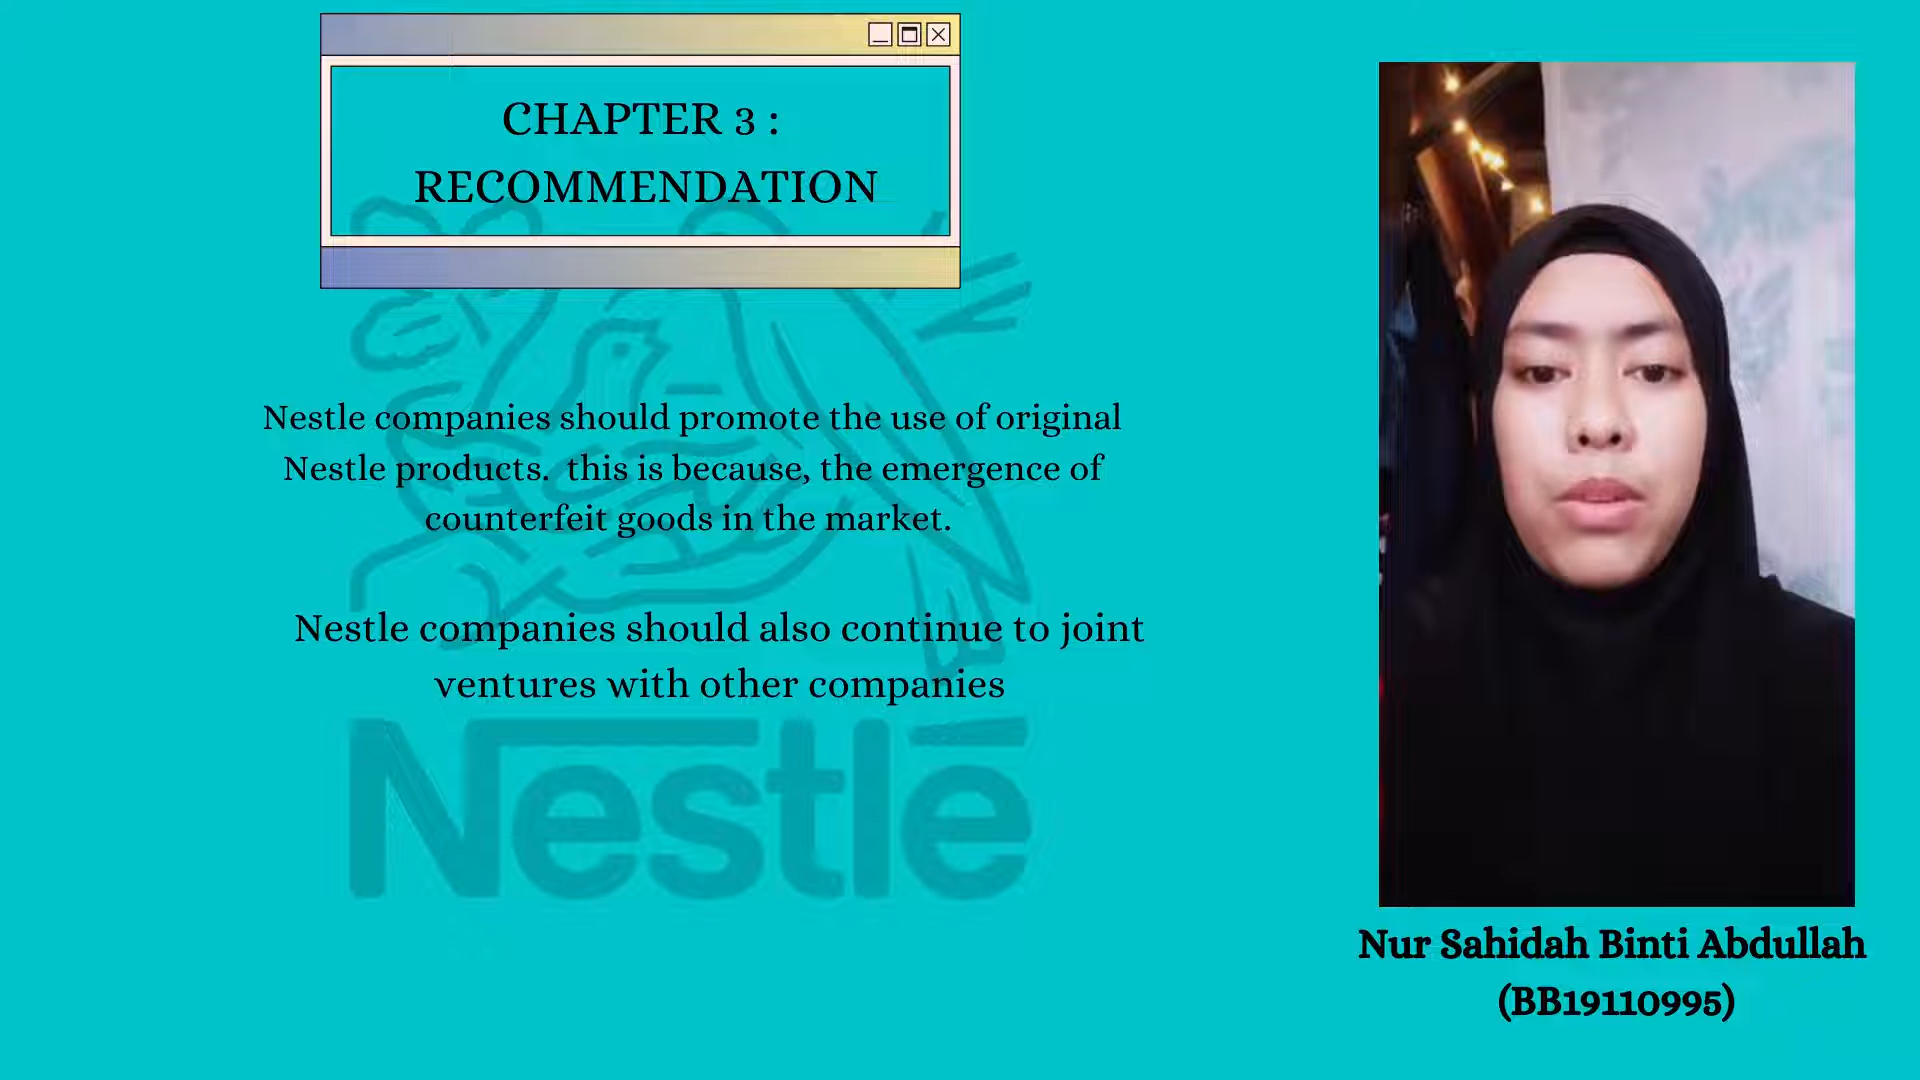 CHAPTER 3 :
RECOMMENDATION
Nestle companies should promote the use of original
Nestle products.  this is because, the emergence of
counterfeit goods in the market.
Nestle companies should also continue to joint
ventures with other companies
Nestlé
Nur Sahidah Binti Abdullah
(BB19110995)